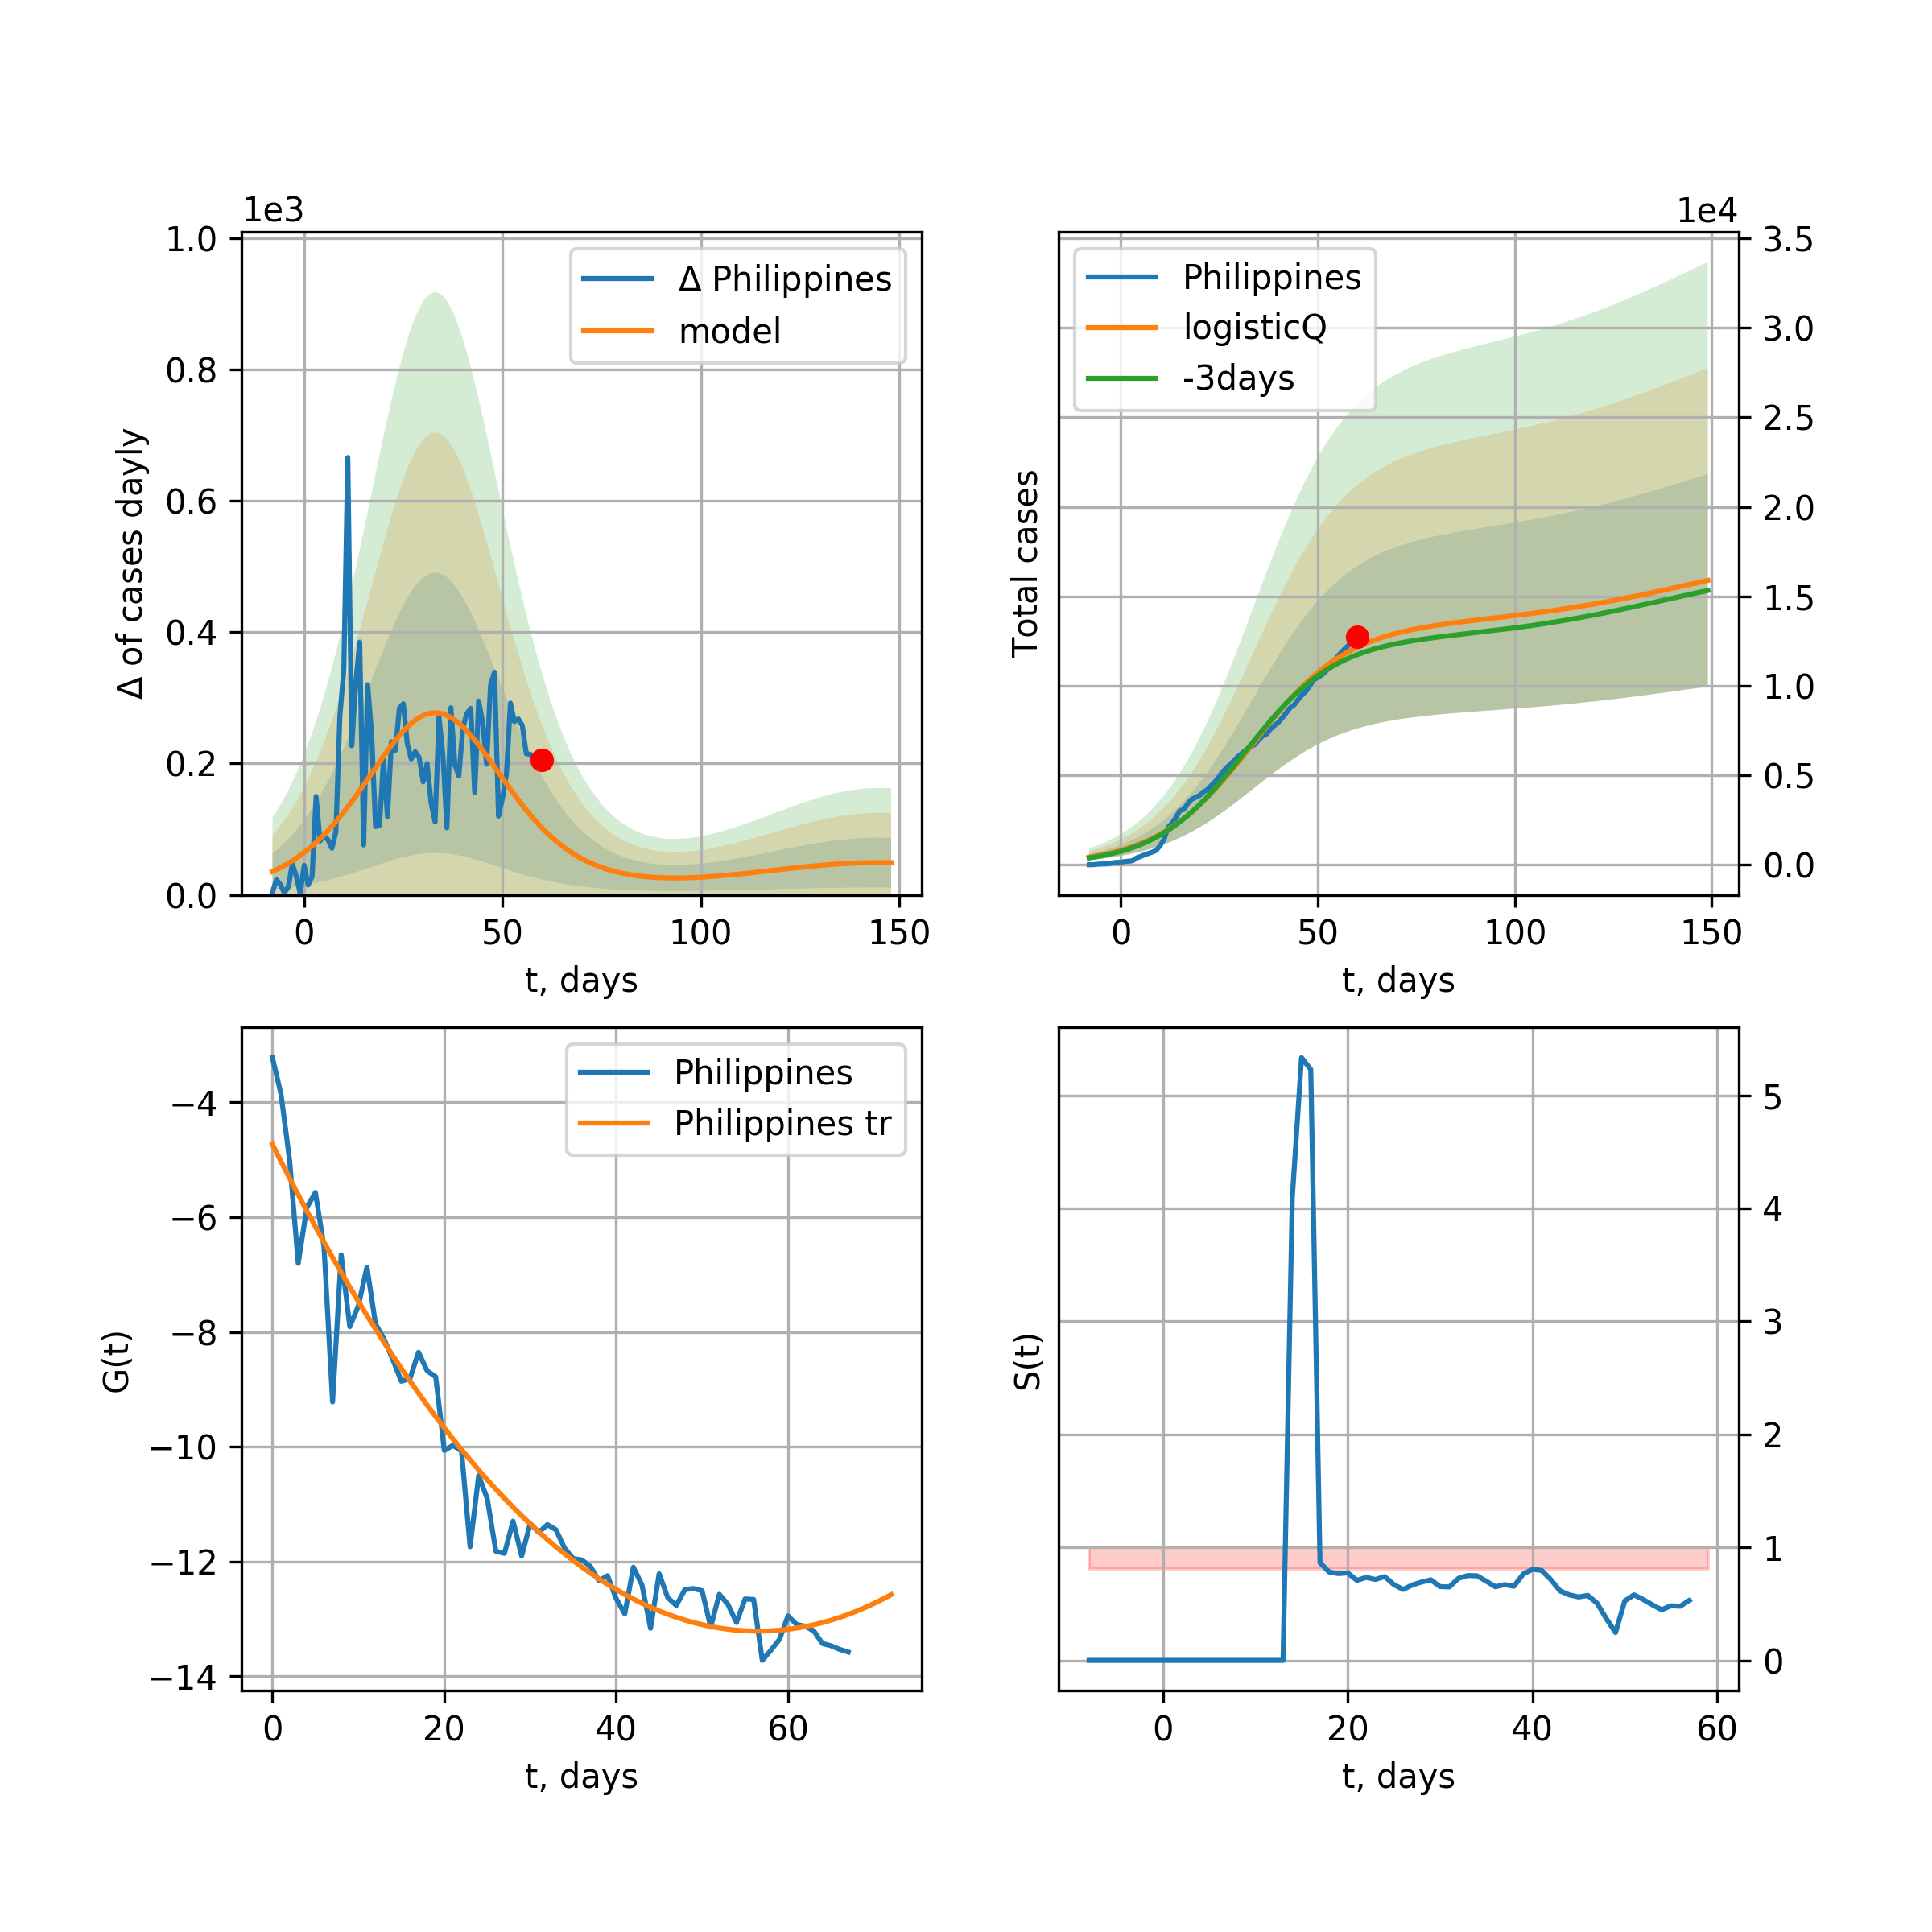 1e3
1.0
0.8
0.6
0.4
0.2
0.0
Δ of cases dayly
Δ Philippines
model
0 50 100 150
t, days
1e4
3.5
3.0
2.5
2.0
1.5
1.0
0.5
0.0
Total cases
Philippines
logisticQ
-3days
0 50 100 150
t, days
−4
−6
−8
−10
−12
−14
G(t)
Philippines
Philippines tr
0 20 40 60
t, days
5
4
3
2
1
0
S(t)
0 20 40 60
t, days